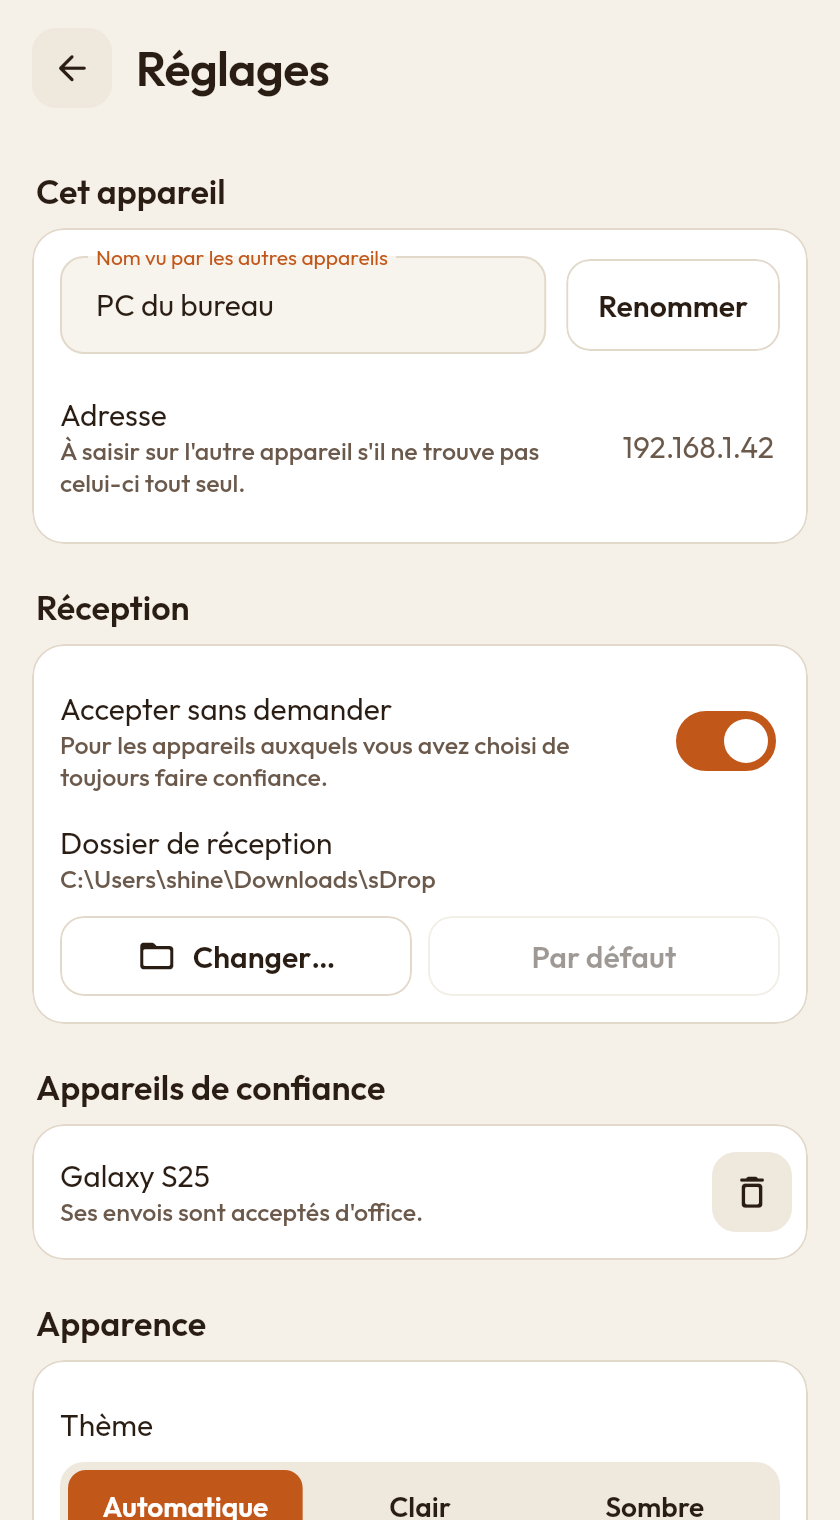 Réglages
Cet appareil
Nom vu par les autres appareils
PC du bureau
Renommer
Adresse
À saisir sur l'autre appareil s'il ne trouve pas
celui-ci tout seul.
192.168.1.42
Réception
Accepter sans demander
Pour les appareils auxquels vous avez choisi de
toujours faire confiance.
Dossier de réception
C:\Users\shine\Downloads\sDrop
Changer...
Par défaut
Appareils de confiance
Galaxy S25
Ses envois sont acceptés d'office.
Apparence
Thème
Automatique
Clair
Sombre